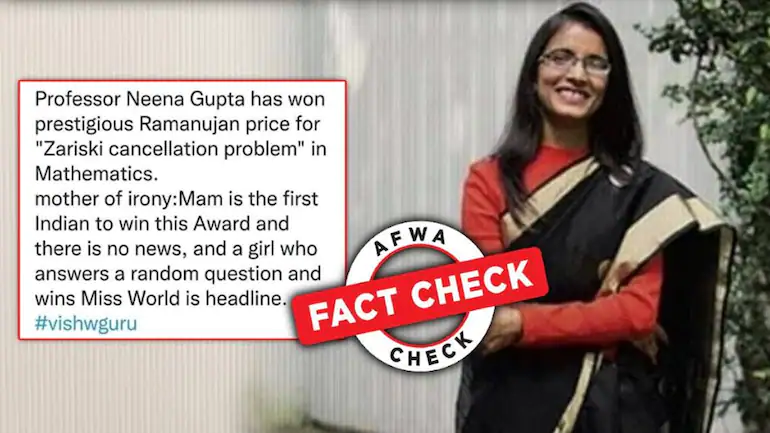 Professor Neena Gupta has won
prestigious Ramanujan price for
"Zariski cancellation problem" in
Mathematics.
mother of irony:Mam is the first
Indian to win this Award and
there is no news, and a girl who
answers a random question and
wins Miss World is headline.
#vishwguru
AFWA
FACT CHECK
CHECK